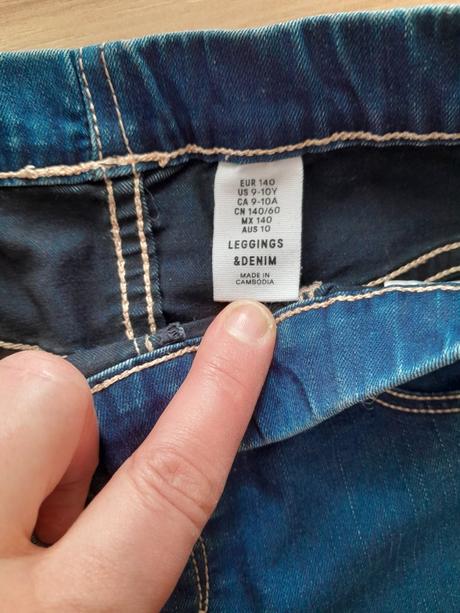 EUR 140
US 9-10Y
CA 9-10A
CN 140/60
MX 140
AUS 10
LEGGINGS
&DENIM
MADE IN
CAMBODIA